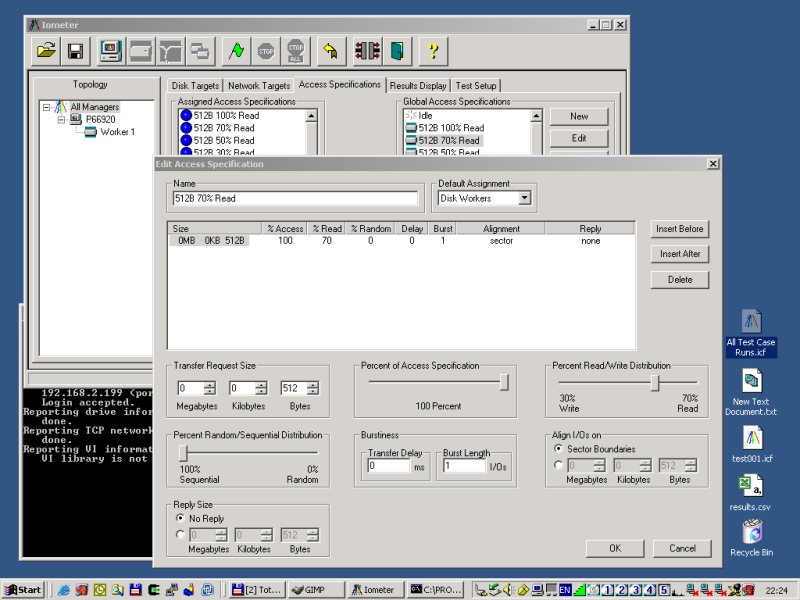 Iometer
Topology
All Managers
P66920
Worker 1
Disk Targets Network Targets Access Specifications Results Display Test Setup
Assigned Access Specifications
512B 100% Read
512B 70% Read
512B 50% Read
512B 30% Read
Global Access Specifications
Idle
512B 100% Read
512B 70% Read
512B 50% Read
New
Edit
Edit Access Specification
Name
512B 70% Read
Default Assignment
Disk Workers
Size % Access % Read % Random Delay Burst Alignment Reply
0MB 0KB 512B 100 70 0 0 1 sector none
Insert Before
Insert After
Delete
Transfer Request Size
0 0 512
Megabytes Kilobytes Bytes
Percent of Access Specification
100 Percent
Percent Read/Write Distribution
30% 70%
Write Read
Percent Random/Sequential Distribution
100% 0%
Sequential Random
Burstiness
Transfer Delay
0 ms
Burst Length
1 I/Os
Align I/Os on
Sector Boundaries
0 0 512
Megabytes Kilobytes Bytes
Reply Size
No Reply
0 0 512
Megabytes Kilobytes Bytes
OK Cancel
192.168.2.199 (por
Login accepted.
Reporting drive infor
done.
Reporting TCP network
done.
Reporting VI informat
VI library is not
All Test Case
Runs.icf
New Text
Document.txt
test001.icf
results.csv
Recycle Bin
Start
[2] Tot...
GIMP
Iometer
C:\PRO...
EN
1 2 3 4 5
22:24